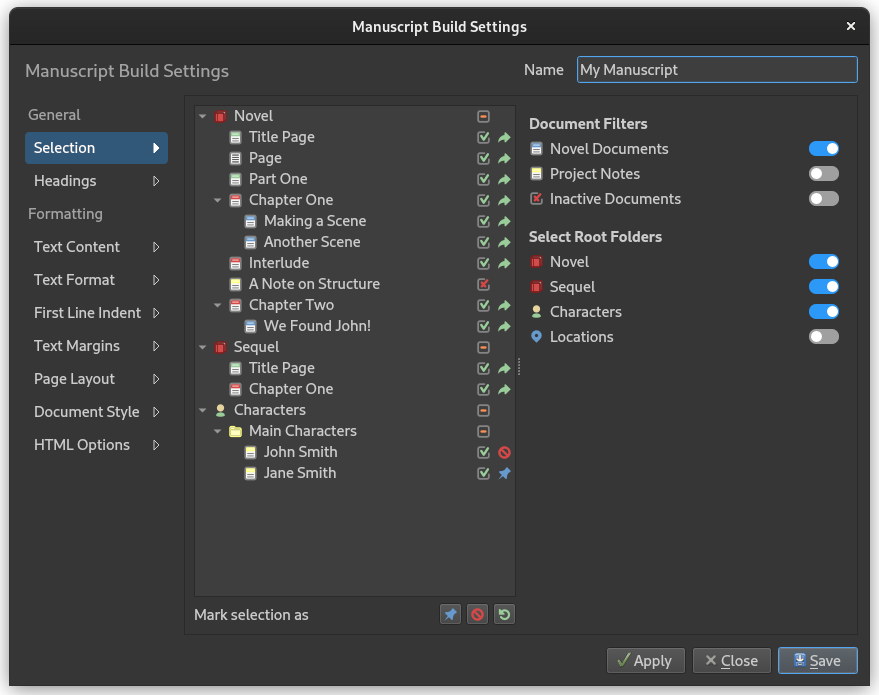 Manuscript Build Settings
Manuscript Build Settings
Name My Manuscript
General
Selection
Headings
Formatting
Text Content
Text Format
First Line Indent
Text Margins
Page Layout
Document Style
HTML Options
Novel
Title Page
Page
Part One
Chapter One
Making a Scene
Another Scene
Interlude
A Note on Structure
Chapter Two
We Found John!
Sequel
Title Page
Chapter One
Characters
Main Characters
John Smith
Jane Smith
Mark selection as
Document Filters
Novel Documents
Project Notes
Inactive Documents
Select Root Folders
Novel
Sequel
Characters
Locations
Apply Close Save